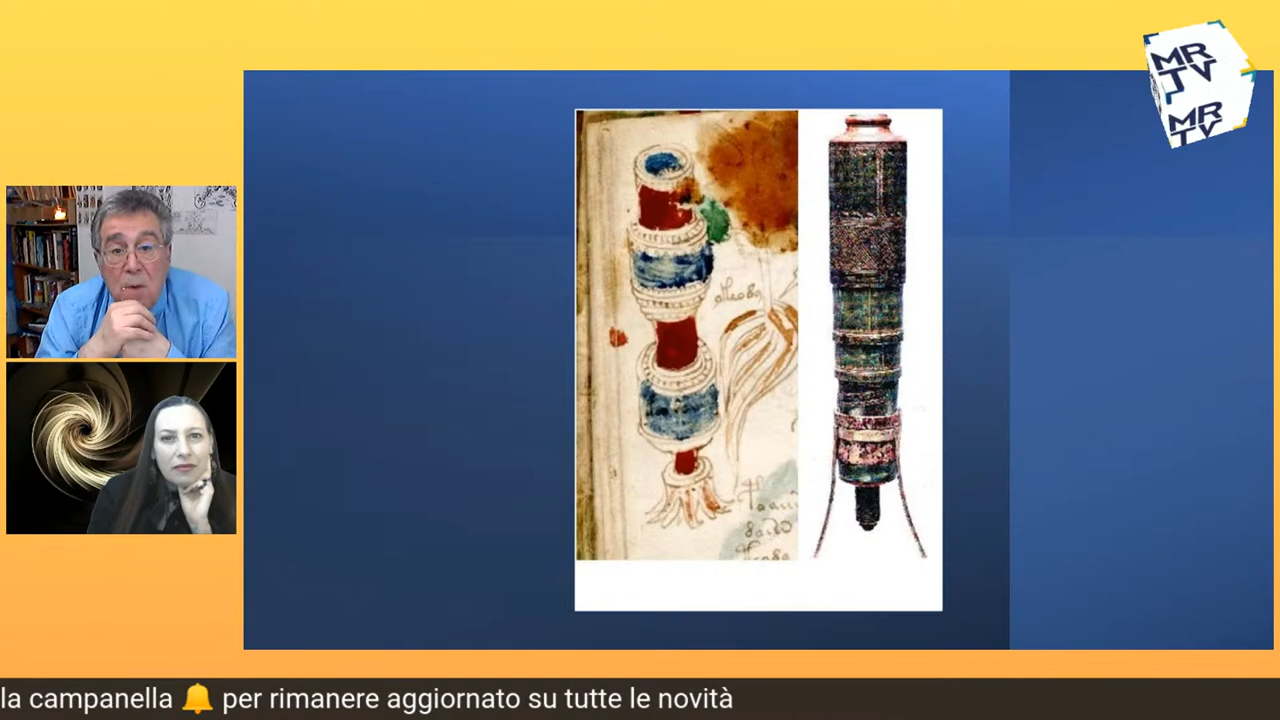 MR
TV
MR
TV
la campanella 🔔 per rimanere aggiornato su tutte le novità